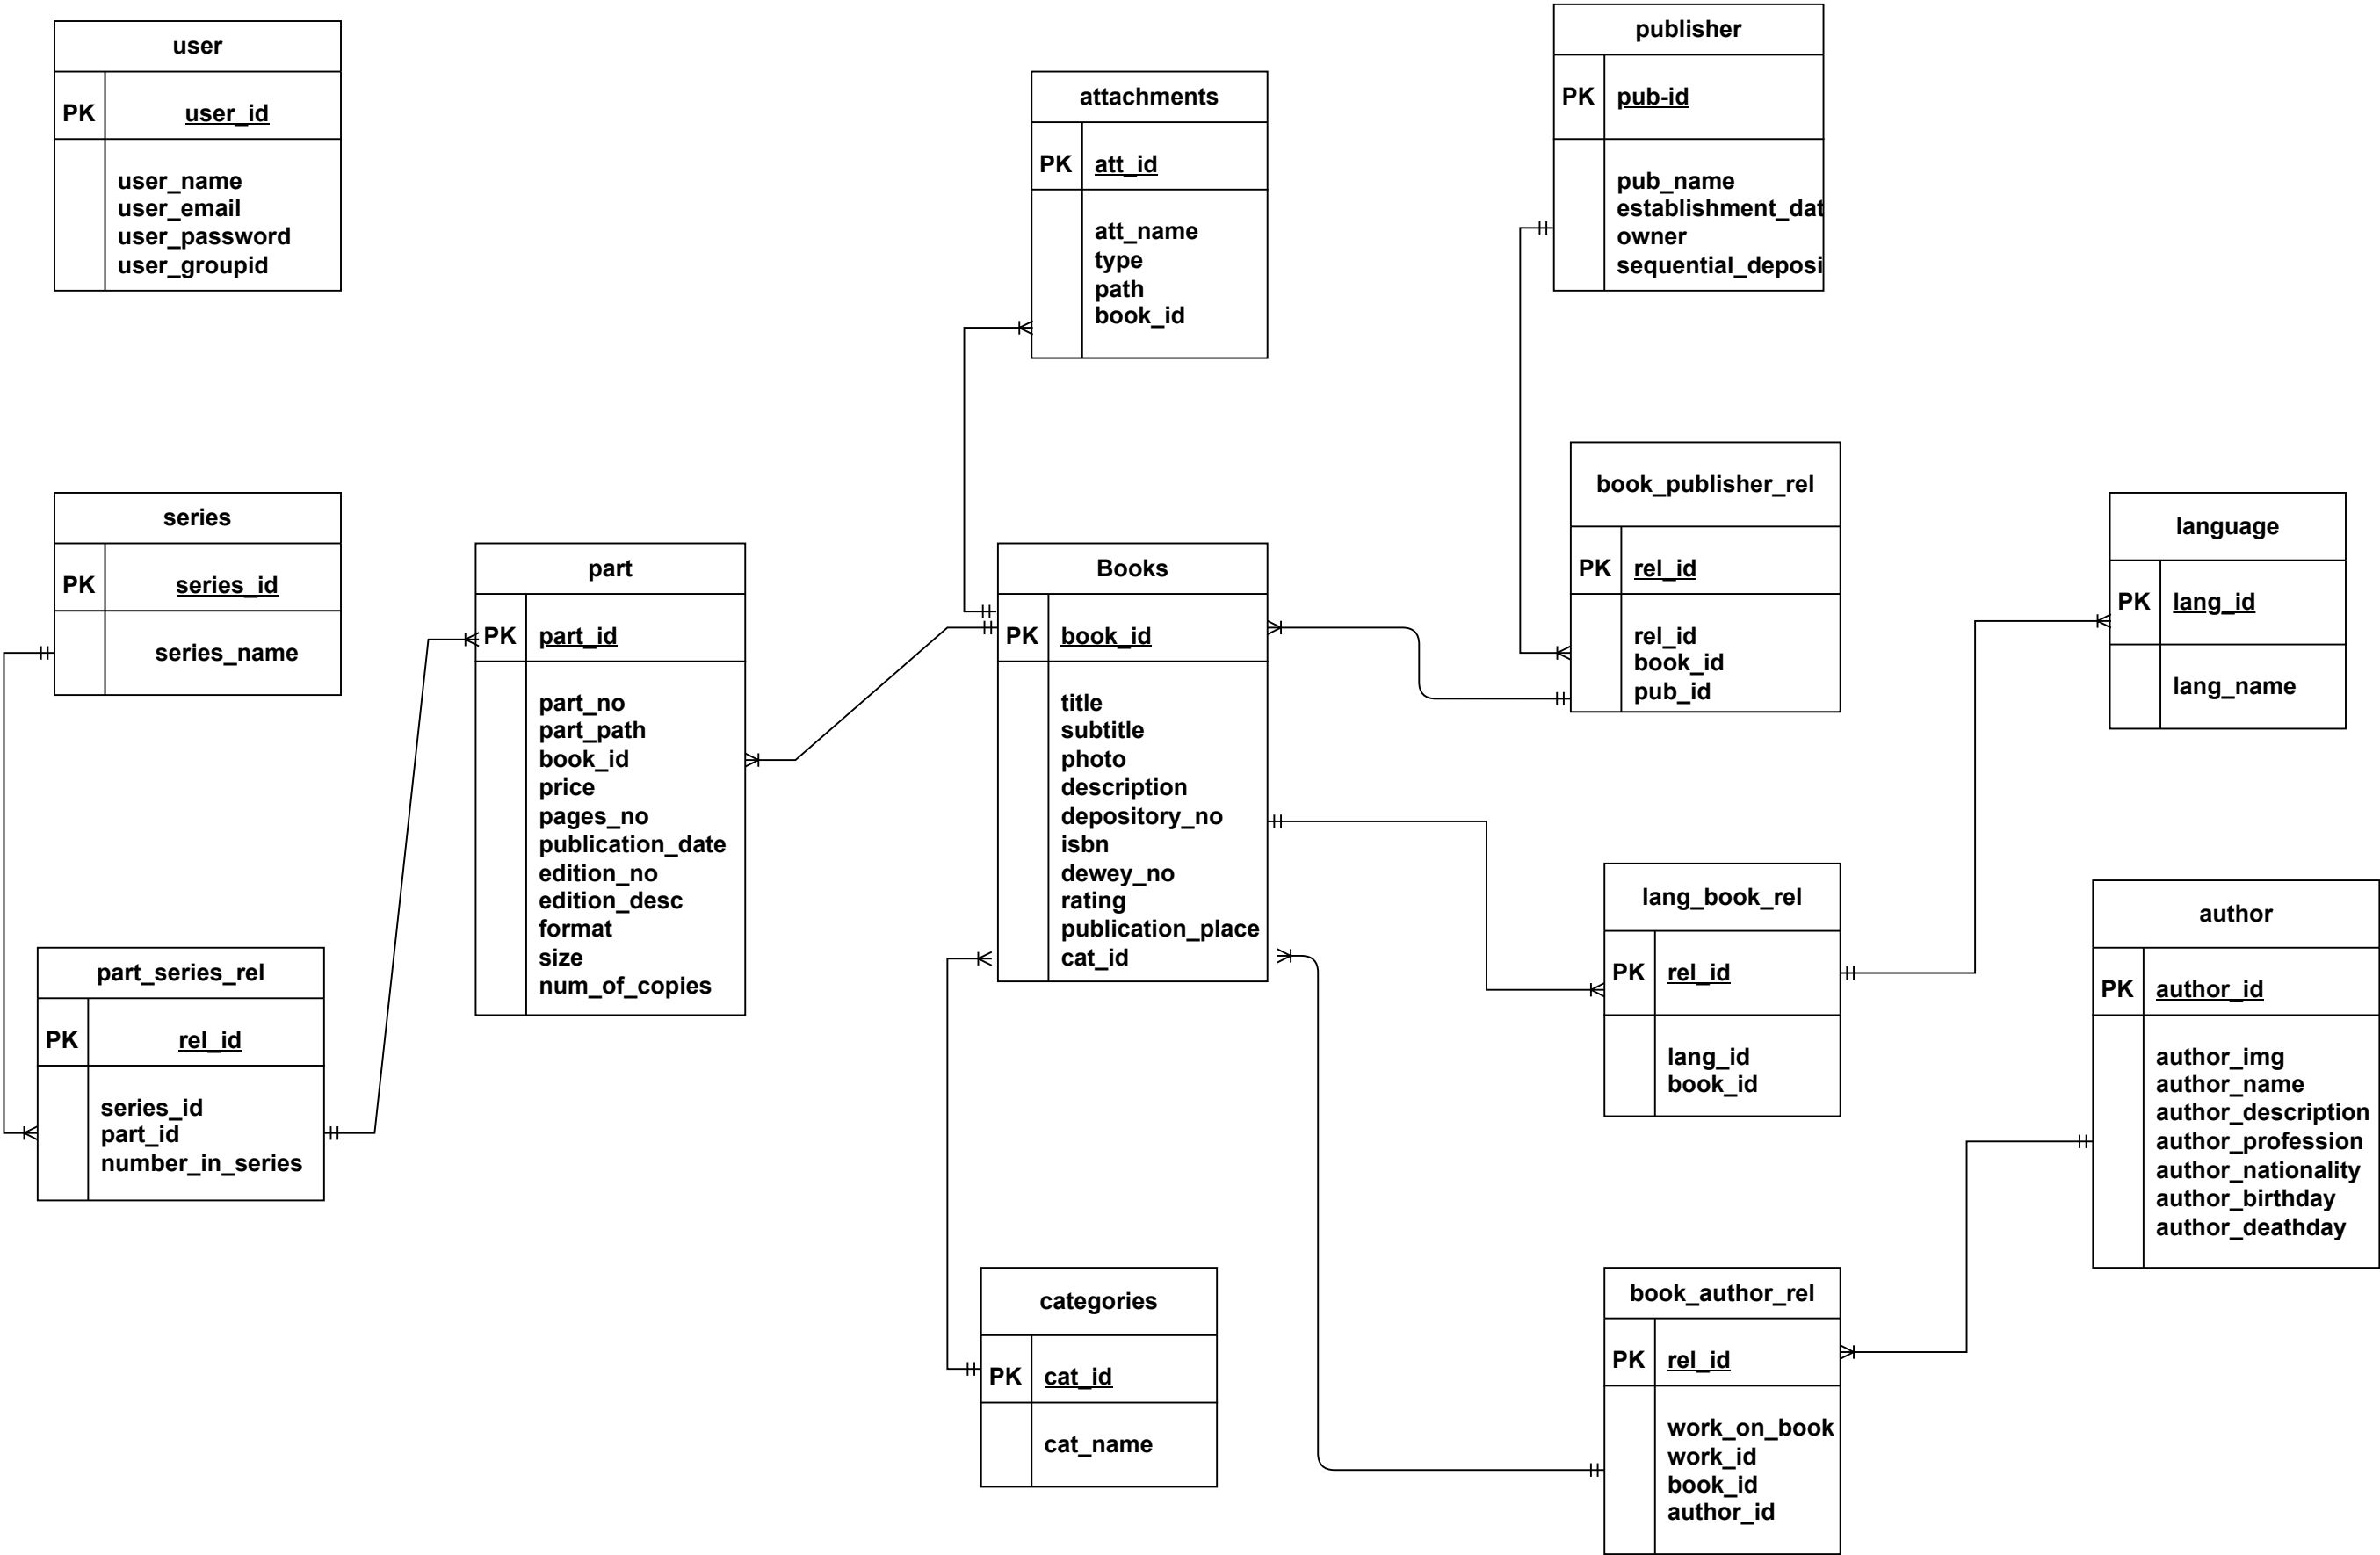 user
PK
user_id
user_name
user_email
user_password
user_groupid
attachments
PK
att_id
att_name
type
path
book_id
publisher
PK
pub-id
pub_name
establishment_dat
owner
sequential_deposi
series
PK
series_id
series_name
part
PK
part_id
part_no
part_path
book_id
price
pages_no
publication_date
edition_no
edition_desc
format
size
num_of_copies
Books
PK
book_id
title
subtitle
photo
description
depository_no
isbn
dewey_no
rating
publication_place
cat_id
book_publisher_rel
PK
rel_id
rel_id
book_id
pub_id
language
PK
lang_id
lang_name
part_series_rel
PK
rel_id
series_id
part_id
number_in_series
lang_book_rel
PK
rel_id
lang_id
book_id
author
PK
author_id
author_img
author_name
author_description
author_profession
author_nationality
author_birthday
author_deathday
categories
PK
cat_id
cat_name
book_author_rel
PK
rel_id
work_on_book
work_id
book_id
author_id